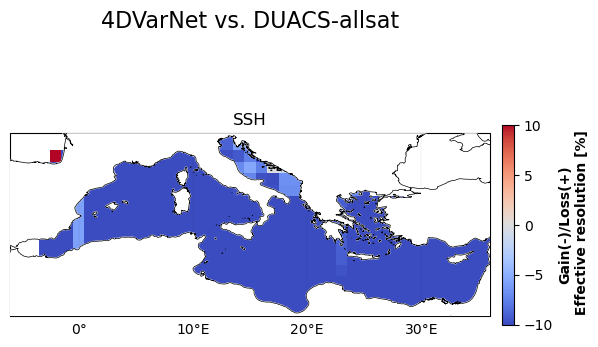 4DVarNet vs. DUACS-allsat
SSH
10
5
0
−5
−10
Gain(-)/Loss(+)
Effective resolution [%]
0°
10°E
20°E
30°E